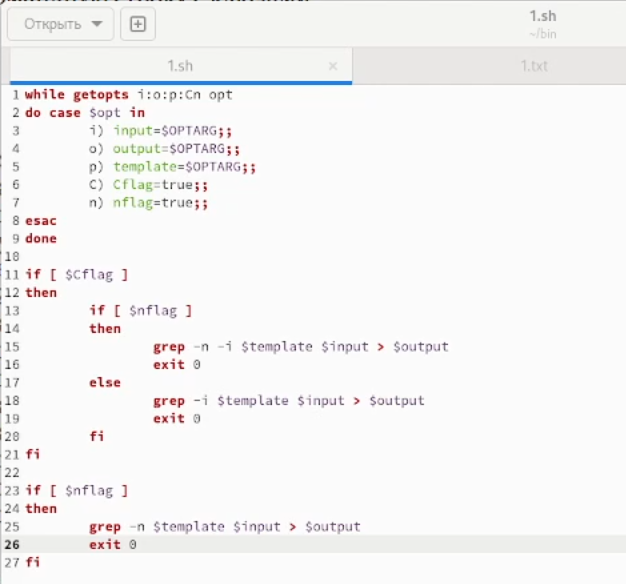 Открыть
1.sh
~/bin
1.sh
1.txt
1 while getopts i:o:p:Cn opt
2 do case $opt in
3 i) input=$OPTARG;;
4 o) output=$OPTARG;;
5 p) template=$OPTARG;;
6 C) Cflag=true;;
7 n) nflag=true;;
8 esac
9 done
10
11 if [ $Cflag ]
12 then
13 if [ $nflag ]
14 then
15 grep -n -i $template $input > $output
16 exit 0
17 else
18 grep -i $template $input > $output
19 exit 0
20 fi
21 fi
22
23 if [ $nflag ]
24 then
25 grep -n $template $input > $output
26 exit 0
27 fi